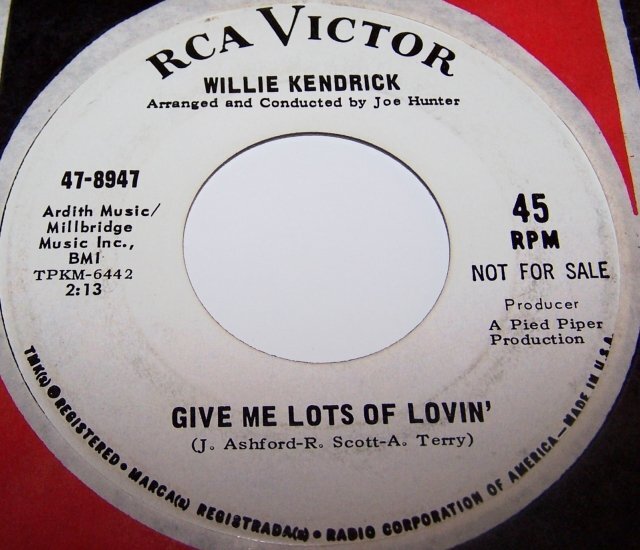 RCA VICTOR
WILLIE KENDRICK
Arranged and Conducted by Joe Hunter
47-8947
Ardith Music/
Millbridge
Music Inc.,
BMI
TPKM-6442
2:13
45
RPM
NOT FOR SALE
Producer
A Pied Piper
Production
GIVE ME LOTS OF LOVIN'
(J. Ashford-R. Scott-A. Terry)
TMK(s) ® REGISTERED • MARCA(s) REGISTRADA(s) • RADIO CORPORATION OF AMERICA—MADE IN U.S.A.